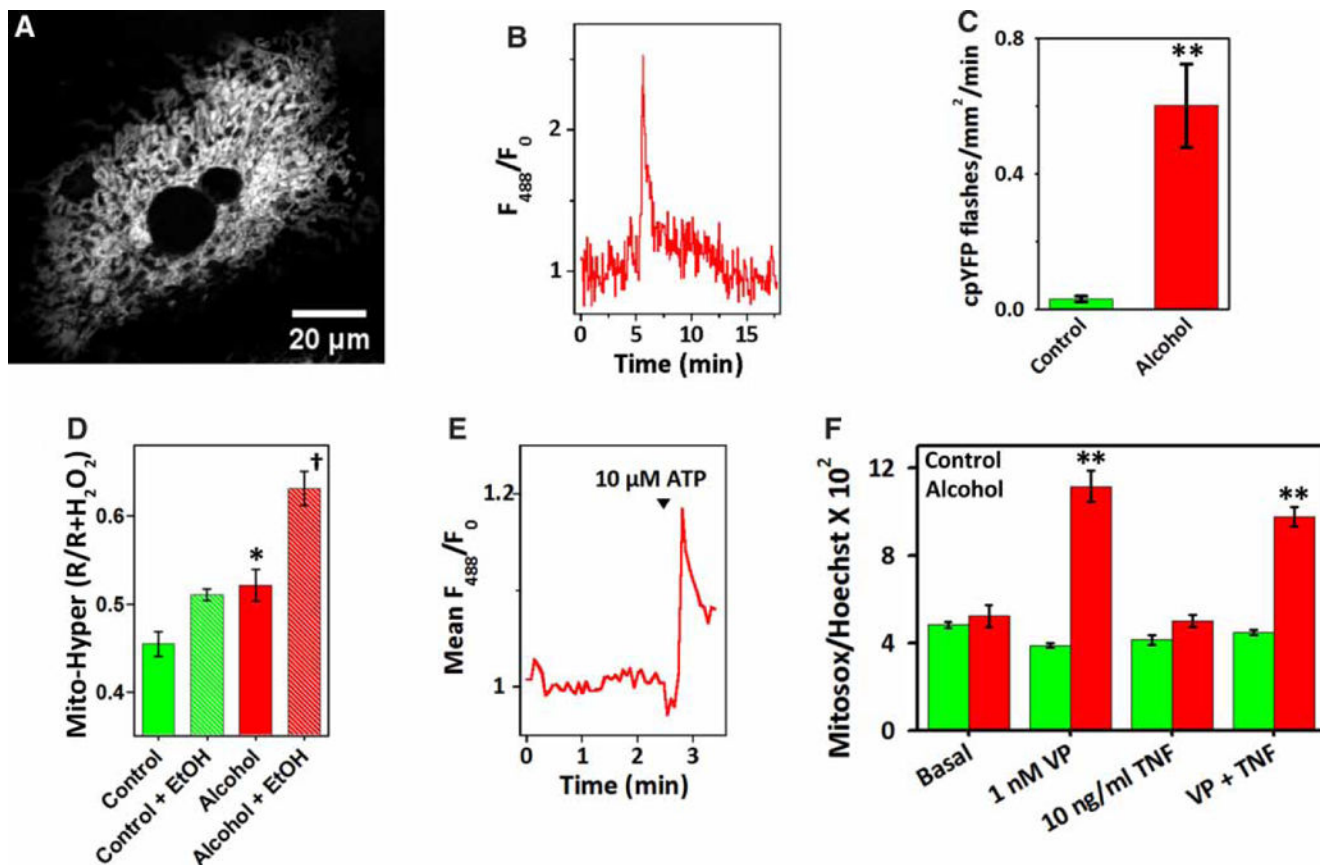 A
20 µm
B
F488/F0
2
1
0
5
10
15
Time (min)
C
cpYFP flashes/mm²/min
0.8
0.4
0.0
**
Control
Alcohol
D
Mito-Hyper (R/R+H₂O₂)
0.6
0.5
0.4
*
†
Control
Control + EtOH
Alcohol
Alcohol + EtOH
E
Mean F488/F0
1.2
1
10 µM ATP
0
1
2
3
Time (min)
F
Mitosox/Hoechst X 10²
12
8
4
0
Control
Alcohol
**
**
Basal
1 nM VP
10 ng/ml TNF
VP + TNF